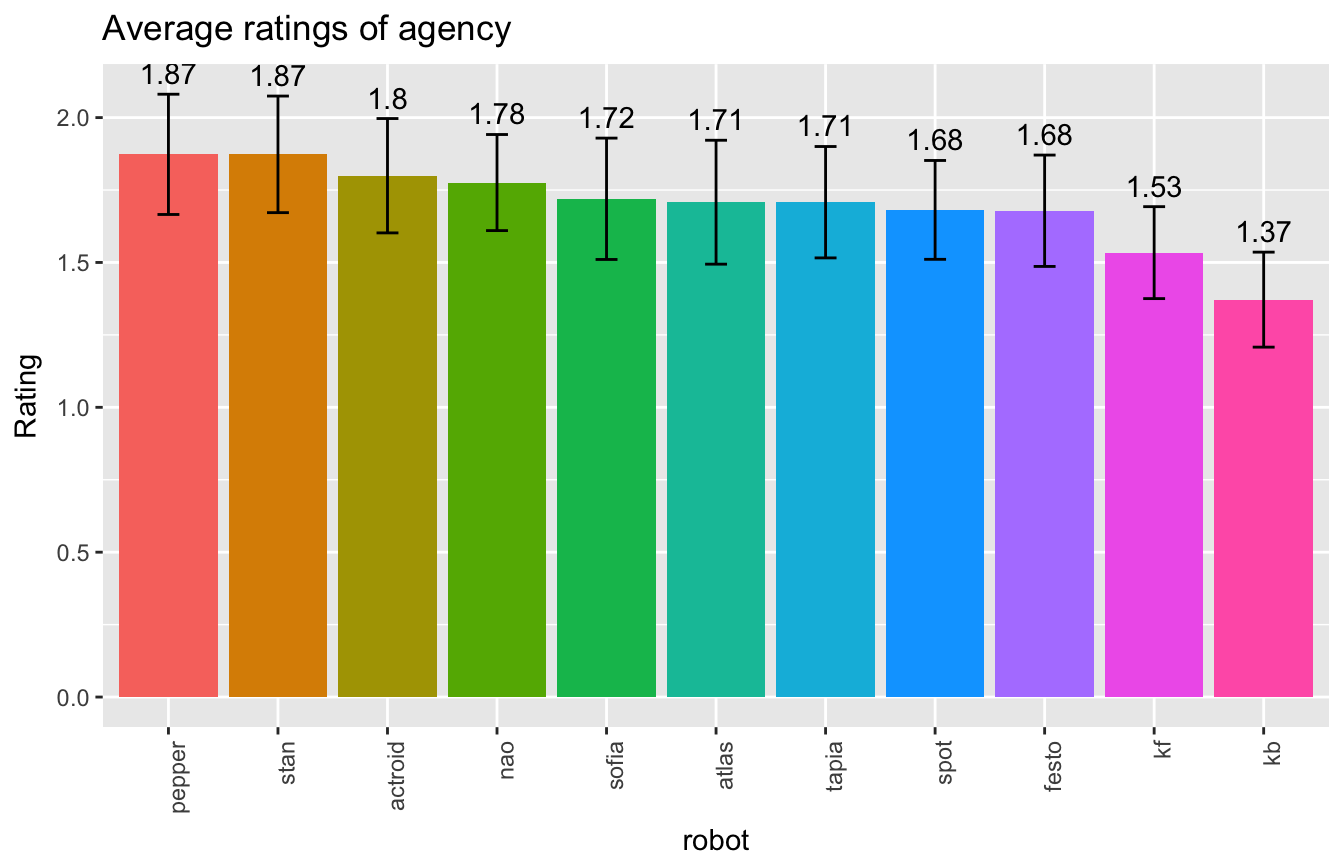 Average ratings of agency
1.87 1.87 1.8 1.78 1.72 1.71 1.71 1.68 1.68 1.53 1.37
Rating
2.0
1.5
1.0
0.5
0.0
pepper stan actroid nao sofia atlas tapia spot festo kf kb
robot